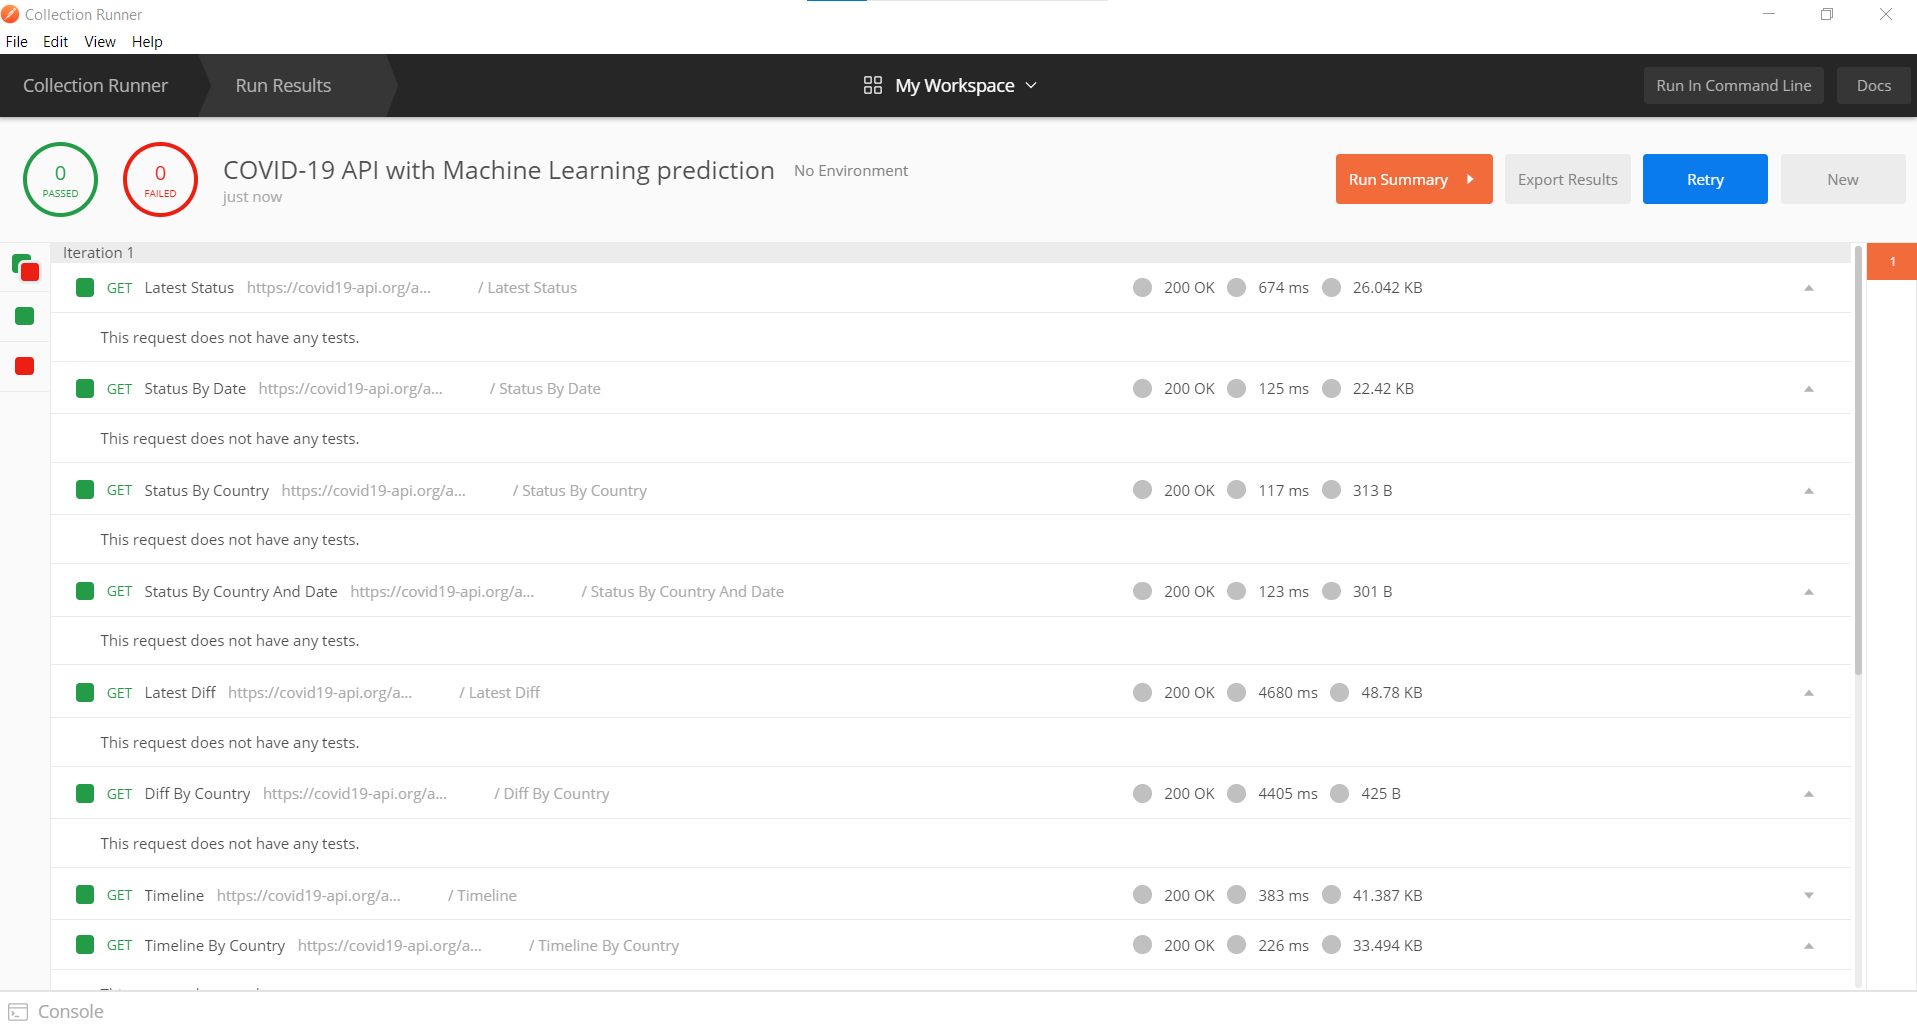 Collection Runner
File Edit View Help
Collection Runner Run Results My Workspace Run In Command Line Docs
0 PASSED
0 FAILED
COVID-19 API with Machine Learning prediction No Environment
just now
Run Summary Export Results Retry New
Iteration 1
1
GET Latest Status https://covid19-api.org/a... / Latest Status 200 OK 674 ms 26.042 KB
This request does not have any tests.
GET Status By Date https://covid19-api.org/a... / Status By Date 200 OK 125 ms 22.42 KB
This request does not have any tests.
GET Status By Country https://covid19-api.org/a... / Status By Country 200 OK 117 ms 313 B
This request does not have any tests.
GET Status By Country And Date https://covid19-api.org/a... / Status By Country And Date 200 OK 123 ms 301 B
This request does not have any tests.
GET Latest Diff https://covid19-api.org/a... / Latest Diff 200 OK 4680 ms 48.78 KB
This request does not have any tests.
GET Diff By Country https://covid19-api.org/a... / Diff By Country 200 OK 4405 ms 425 B
This request does not have any tests.
GET Timeline https://covid19-api.org/a... / Timeline 200 OK 383 ms 41.387 KB
GET Timeline By Country https://covid19-api.org/a... / Timeline By Country 200 OK 226 ms 33.494 KB
Console